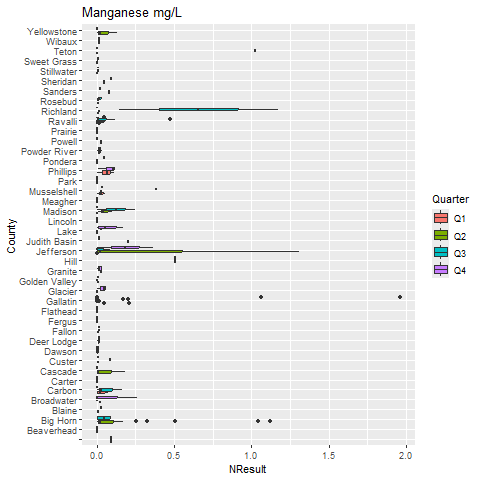 Manganese mg/L
Yellowstone
Wibaux
Teton
Sweet Grass
Stillwater
Sheridan
Sanders
Rosebud
Richland
Ravalli
Prairie
Powell
Powder River
Pondera
Phillips
Park
Musselshell
Meagher
Madison
Lincoln
Lake
Judith Basin
Jefferson
Hill
Granite
Golden Valley
Glacier
Gallatin
Flathead
Fergus
Fallon
Deer Lodge
Dawson
Custer
Cascade
Carter
Carbon
Broadwater
Blaine
Big Horn
Beaverhead
County
0.0 0.5 1.0 1.5 2.0
NResult
Quarter
Q1
Q2
Q3
Q4